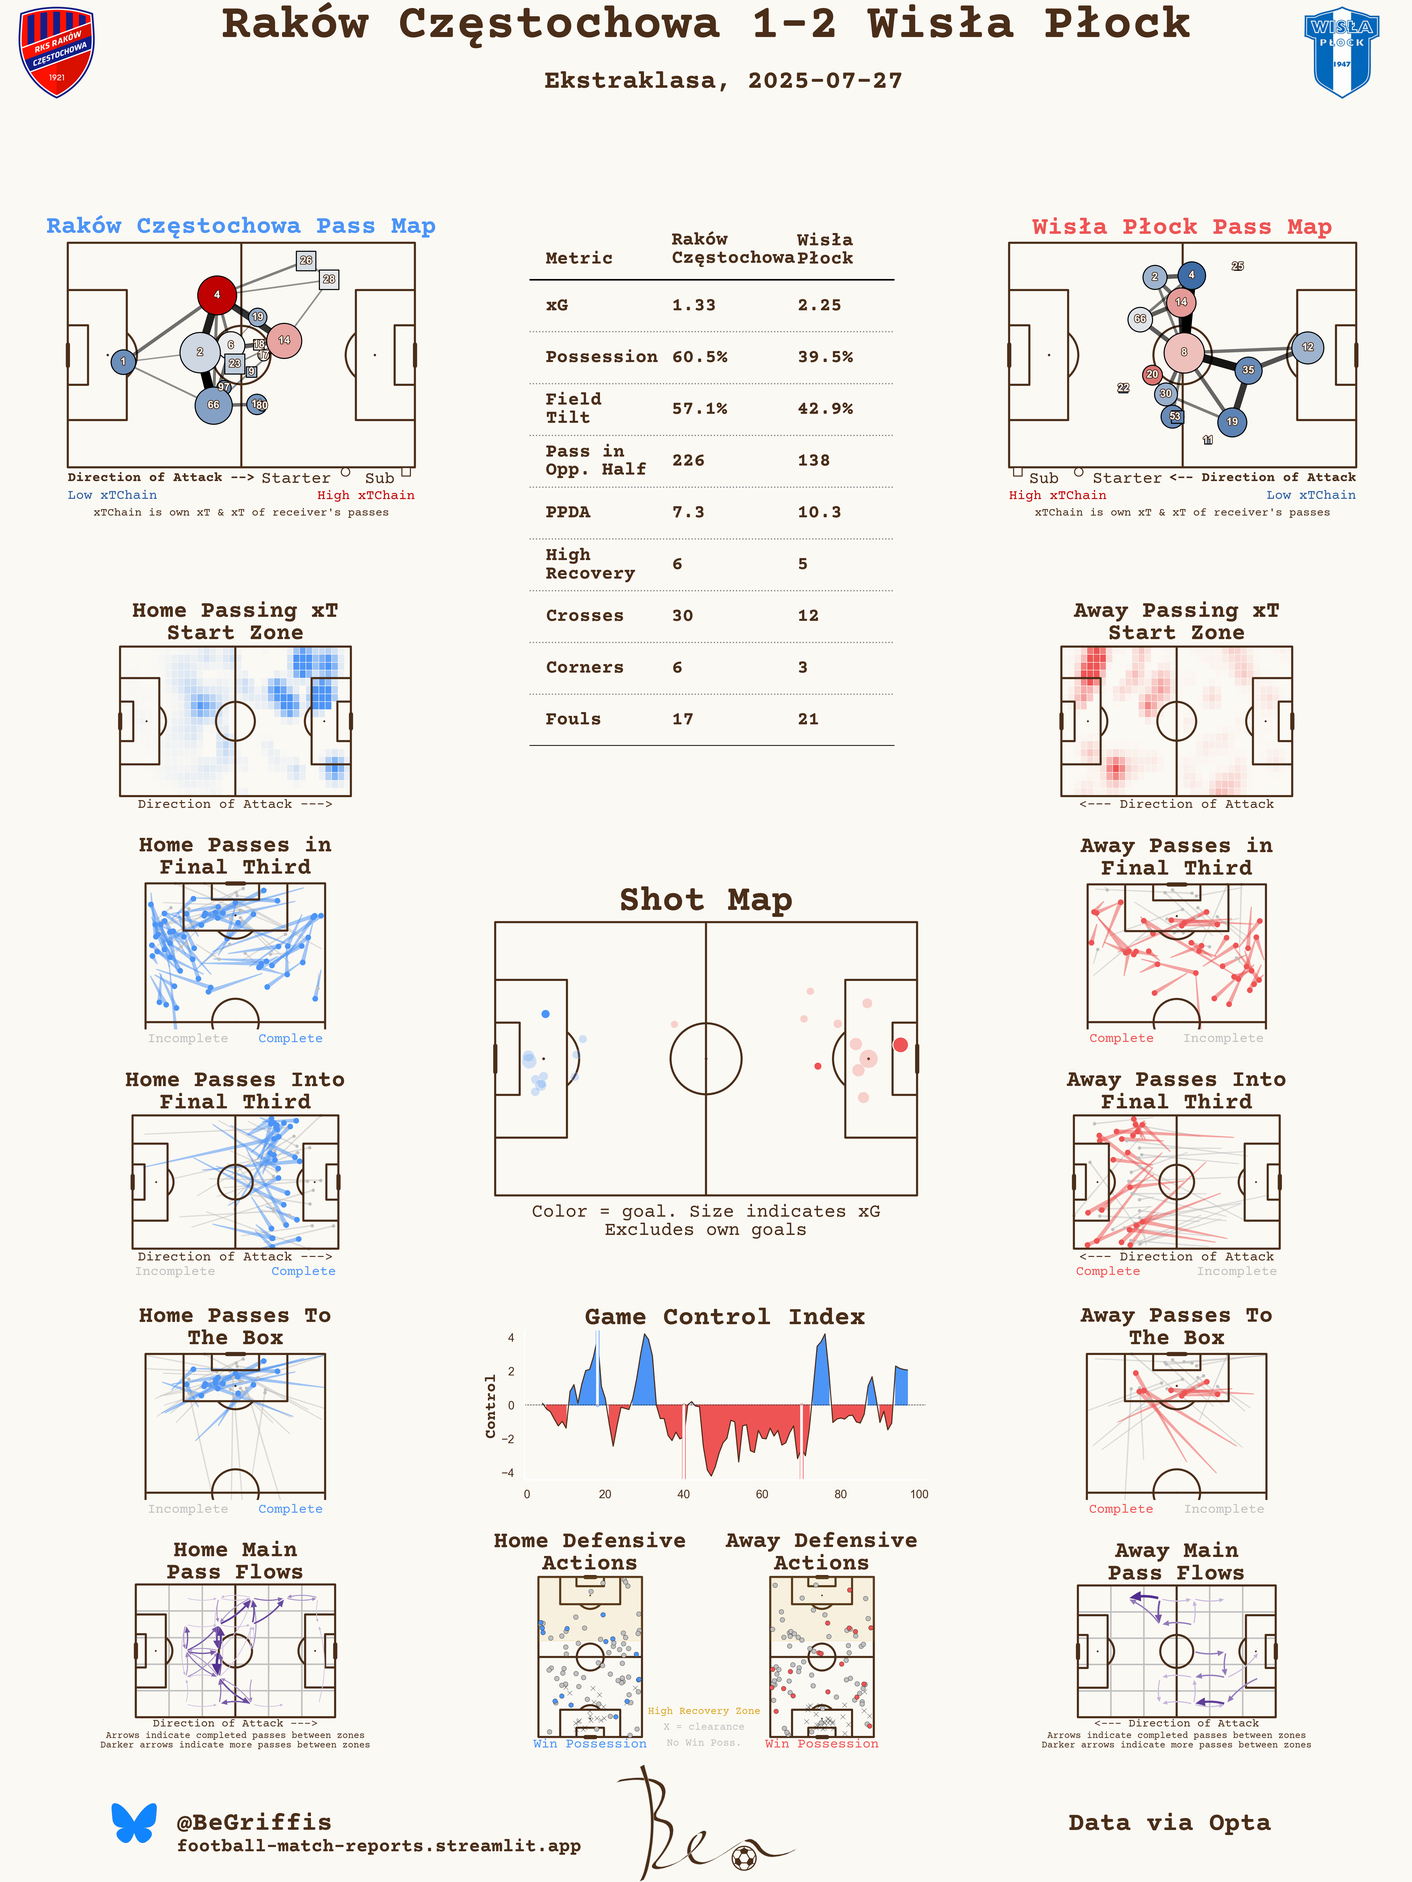 Raków Częstochowa 1-2 Wisła Płock
Ekstraklasa, 2025-07-27
RKS RAKÓW
CZĘSTOCHOWA
1921
WISŁA
PŁOCK
1947
Raków Częstochowa Pass Map
26
28
4
19
14
6
18
17
2
23
9
1
97
66
80
Direction of Attack --> Starter Sub
Low xTChain High xTChain
xTChain is own xT & xT of receiver's passes
Metric Raków Częstochowa Wisła Płock
xG 1.33 2.25
Possession 60.5% 39.5%
Field Tilt 57.1% 42.9%
Pass in Opp. Half 226 138
PPDA 7.3 10.3
High Recovery 6 5
Crosses 30 12
Corners 6 3
Fouls 17 21
Wisła Płock Pass Map
25
2
4
14
66
8
12
20
35
22
30
53
19
11
Sub Starter <-- Direction of Attack
High xTChain Low xTChain
xTChain is own xT & xT of receiver's passes
Home Passing xT
Start Zone
Direction of Attack --->
Away Passing xT
Start Zone
<--- Direction of Attack
Home Passes in
Final Third
Incomplete Complete
Away Passes in
Final Third
Complete Incomplete
Shot Map
Color = goal. Size indicates xG
Excludes own goals
Home Passes Into
Final Third
Direction of Attack --->
Incomplete Complete
Away Passes Into
Final Third
<--- Direction of Attack
Complete Incomplete
Home Passes To
The Box
Incomplete Complete
Game Control Index
Control
4
2
0
−2
−4
0 20 40 60 80 100
Away Passes To
The Box
Complete Incomplete
Home Main
Pass Flows
Direction of Attack --->
Arrows indicate completed passes between zones
Darker arrows indicate more passes between zones
Home Defensive
Actions
Win Possession
High Recovery Zone
X = clearance
No Win Poss.
Away Defensive
Actions
Win Possession
Away Main
Pass Flows
<--- Direction of Attack
Arrows indicate completed passes between zones
Darker arrows indicate more passes between zones
@BeGriffis
football-match-reports.streamlit.app
Ben
Data via Opta